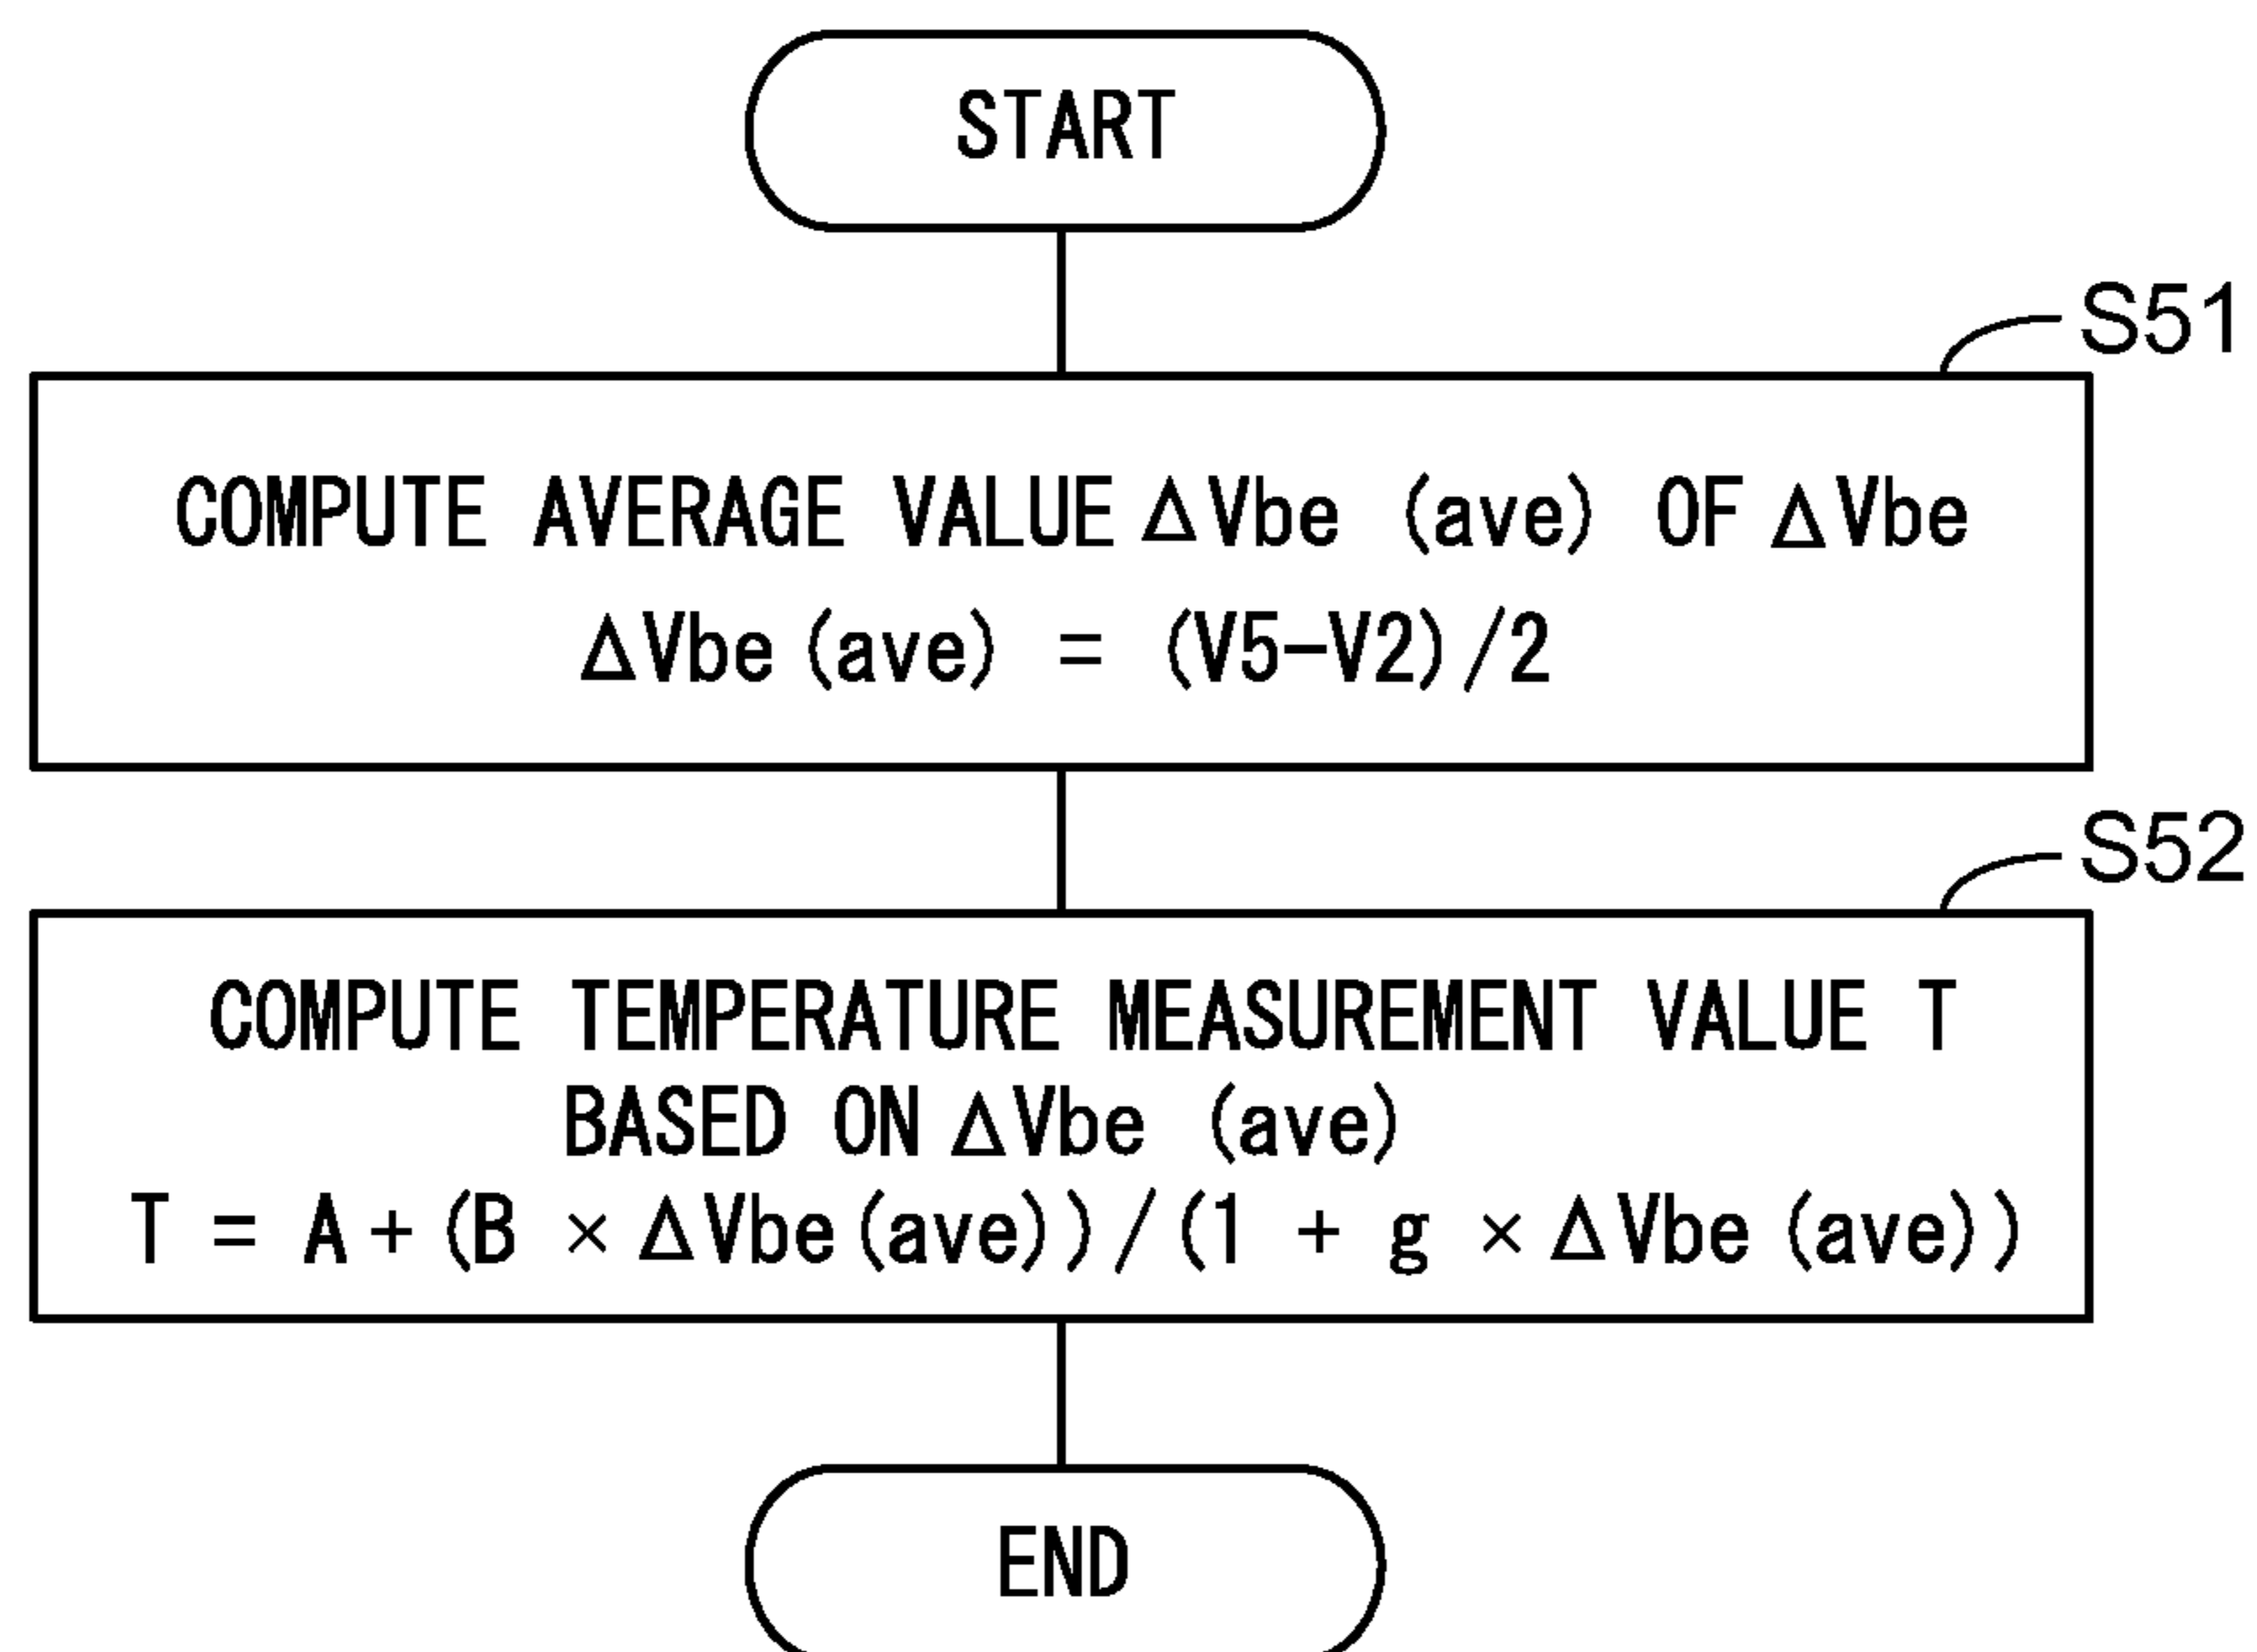 START
S51
COMPUTE AVERAGE VALUE ΔVbe (ave) OF ΔVbe
ΔVbe (ave) = (V5-V2)/2
S52
COMPUTE TEMPERATURE MEASUREMENT VALUE T
BASED ON ΔVbe (ave)
T = A + (B × ΔVbe (ave))/(1 + g × ΔVbe (ave))
END